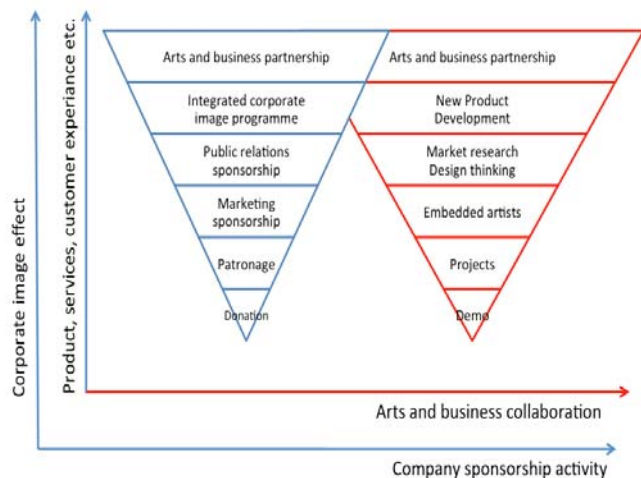 Corporate image effect
Product, services, customer experiance etc.
Arts and business partnership
Integrated corporate
image programme
Public relations
sponsorship
Marketing
sponsorship
Patronage
Donation
Arts and business partnership
New Product
Development
Market research
Design thinking
Embedded artists
Projects
Demo
Arts and business collaboration
Company sponsorship activity